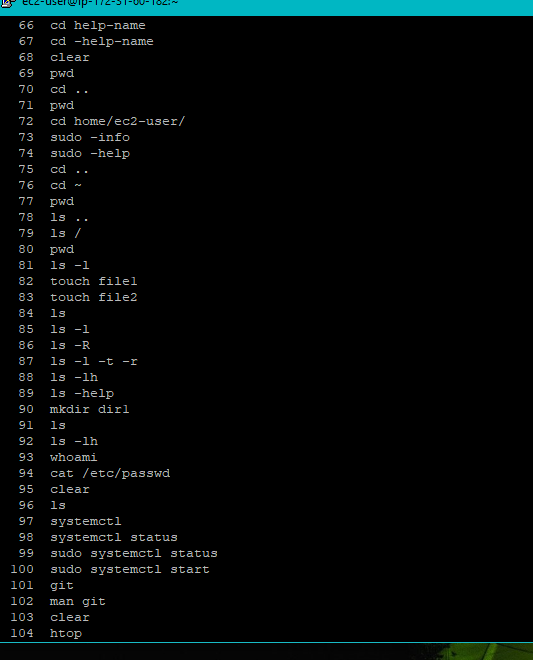 ec2-user@ip-172-31-60-182:~
66 cd help-name
67 cd -help-name
68 clear
69 pwd
70 cd ..
71 pwd
72 cd home/ec2-user/
73 sudo -info
74 sudo -help
75 cd ..
76 cd ~
77 pwd
78 ls ..
79 ls /
80 pwd
81 ls -l
82 touch file1
83 touch file2
84 ls
85 ls -l
86 ls -R
87 ls -l -t -r
88 ls -lh
89 ls -help
90 mkdir dir1
91 ls
92 ls -lh
93 whoami
94 cat /etc/passwd
95 clear
96 ls
97 systemctl
98 systemctl status
99 sudo systemctl status
100 sudo systemctl start
101 git
102 man git
103 clear
104 htop